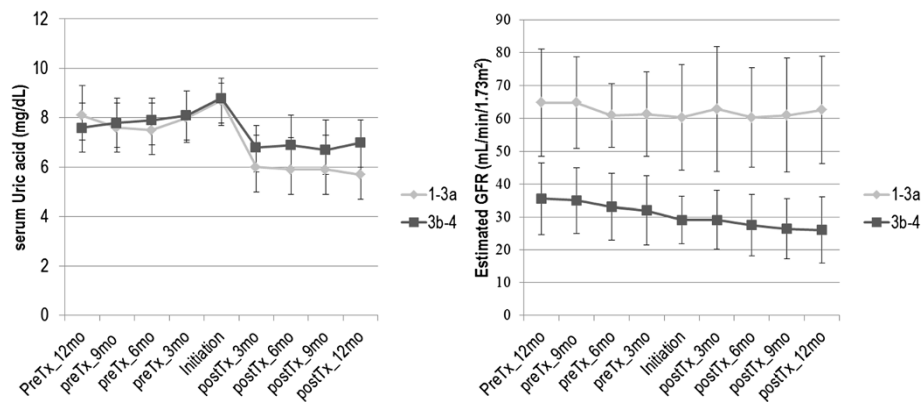 serum Uric acid (mg/dL)
12
10
8
6
4
2
0
PreTx_12mo
preTx_9mo
preTx_6mo
preTx_3mo
Initiation
postTx_3mo
postTx_6mo
postTx_9mo
postTx_12mo
1-3a
3b-4
Estimated GFR (mL/min/1.73m²)
90
80
70
60
50
40
30
20
10
0
PreTx_12mo
preTx_9mo
preTx_6mo
preTx_3mo
Initiation
postTx_3mo
postTx_6mo
postTx_9mo
postTx_12mo
1-3a
3b-4